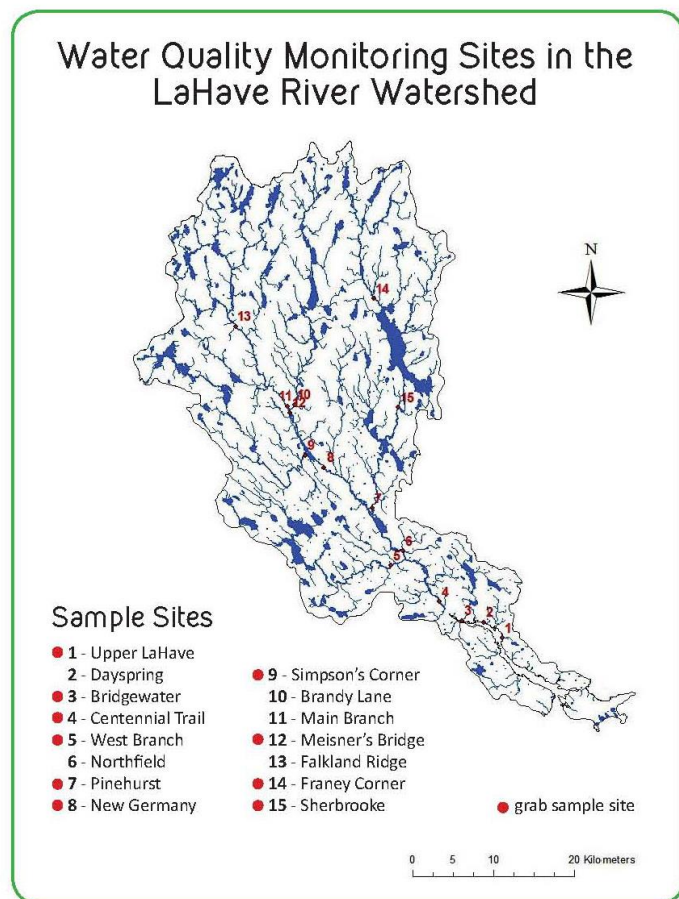 Water Quality Monitoring Sites in the
LaHave River Watershed
N
14
13
10
11
12
15
9
8
7
6
5
4
3
2
1
Sample Sites
1 - Upper LaHave
2 - Dayspring
3 - Bridgewater
4 - Centennial Trail
5 - West Branch
6 - Northfield
7 - Pinehurst
8 - New Germany
9 - Simpson's Corner
10 - Brandy Lane
11 - Main Branch
12 - Meisner's Bridge
13 - Falkland Ridge
14 - Franey Corner
15 - Sherbrooke
grab sample site
0 5 10 20 Kilometers